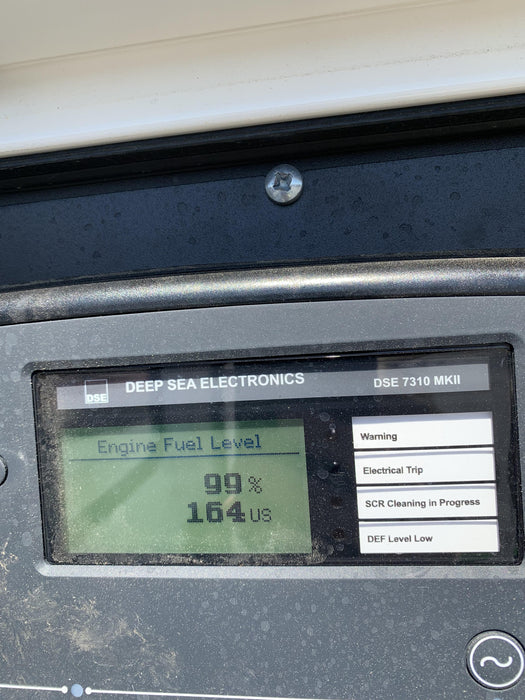 DSE DEEP SEA ELECTRONICS DSE 7310 MKII
Engine Fuel Level
99%
164US
Warning
Electrical Trip
SCR Cleaning in Progress
DEF Level Low